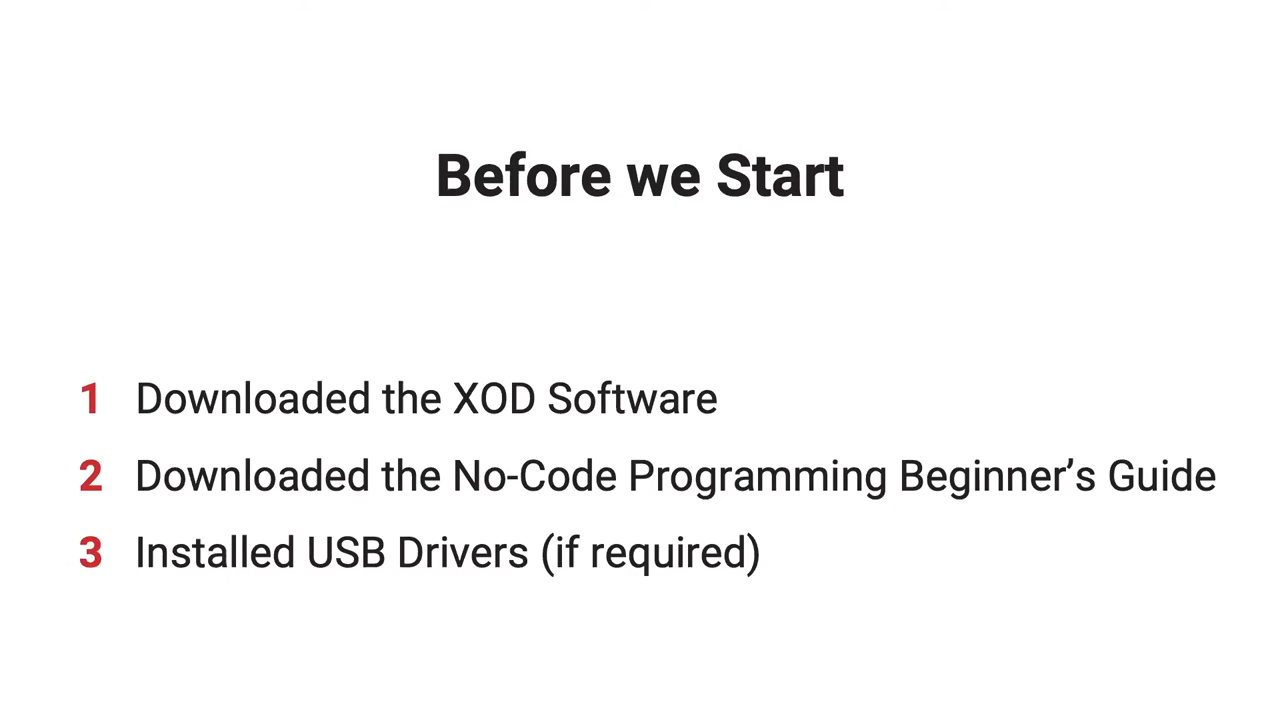 Before we Start
1 Downloaded the XOD Software
2 Downloaded the No-Code Programming Beginner’s Guide
3 Installed USB Drivers (if required)